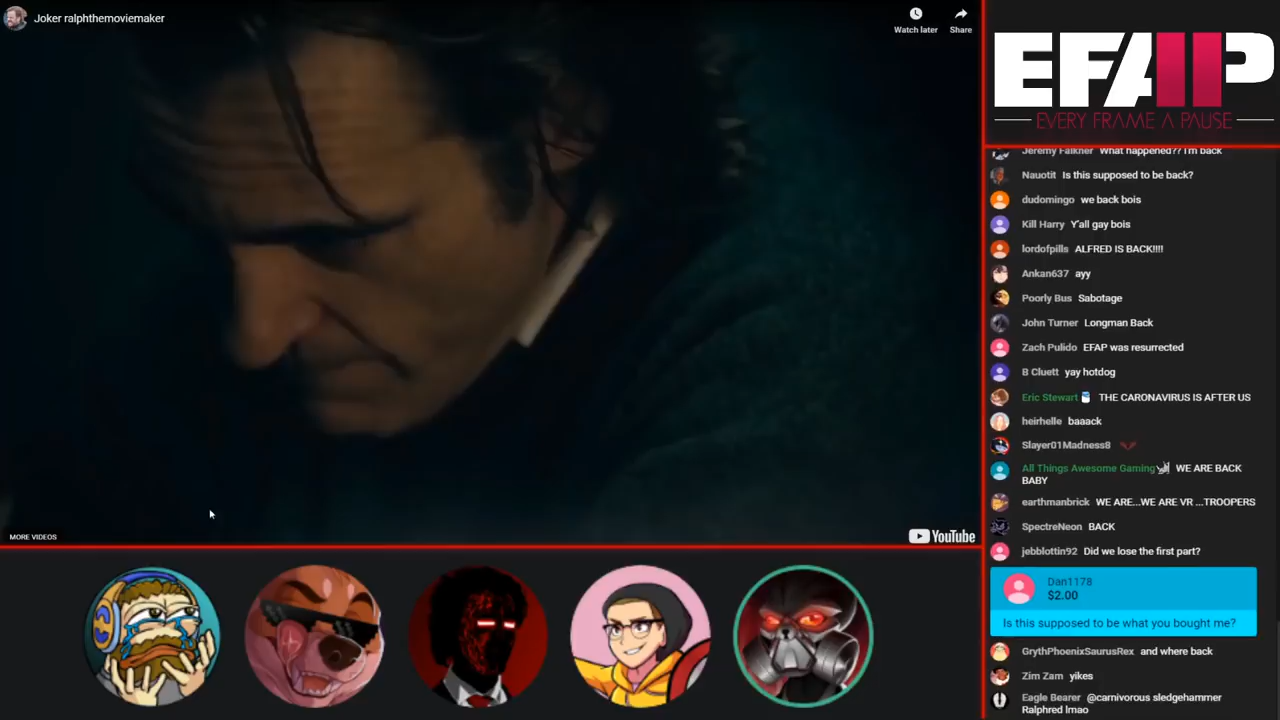 Joker ralphthemoviemaker
Watch later
Share
EFAP
EVERY FRAME A PAUSE
Jeremy Falkner What happened?? I'm back
Nauotit Is this supposed to be back?
dudomingo we back bois
Kill Harry Y'all gay bois
lordofpills ALFRED IS BACK!!!!
Ankan637 ayy
Poorly Bus Sabotage
John Turner Longman Back
Zach Pulido EFAP was resurrected
B Cluett yay hotdog
Eric Stewart THE CARONAVIRUS IS AFTER US
heirhelle baaack
Slayer01Madness8
All Things Awesome Gaming WE ARE BACK
BABY
earthmanbrick WE ARE...WE ARE VR ...TROOPERS
SpectreNeon BACK
jebblottin92 Did we lose the first part?
Dan1178
$2.00
Is this supposed to be what you bought me?
GrythPhoenixSaurusRex and where back
Zim Zam yikes
Eagle Bearer @carnivorous sledgehammer
Ralphred lmao
MORE VIDEOS
YouTube